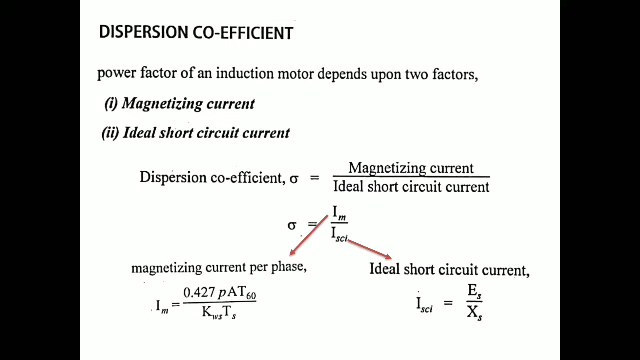 DISPERSION CO-EFFICIENT
power factor of an induction motor depends upon two factors,
(i) Magnetizing current
(ii) Ideal short circuit current
Dispersion co-efficient, σ = Magnetizing current / Ideal short circuit current
σ = I_m / I_sci
magnetizing current per phase,
I_m = 0.427 pAT_60 / K_ws T_s
Ideal short circuit current,
I_sci = E_s / X_s